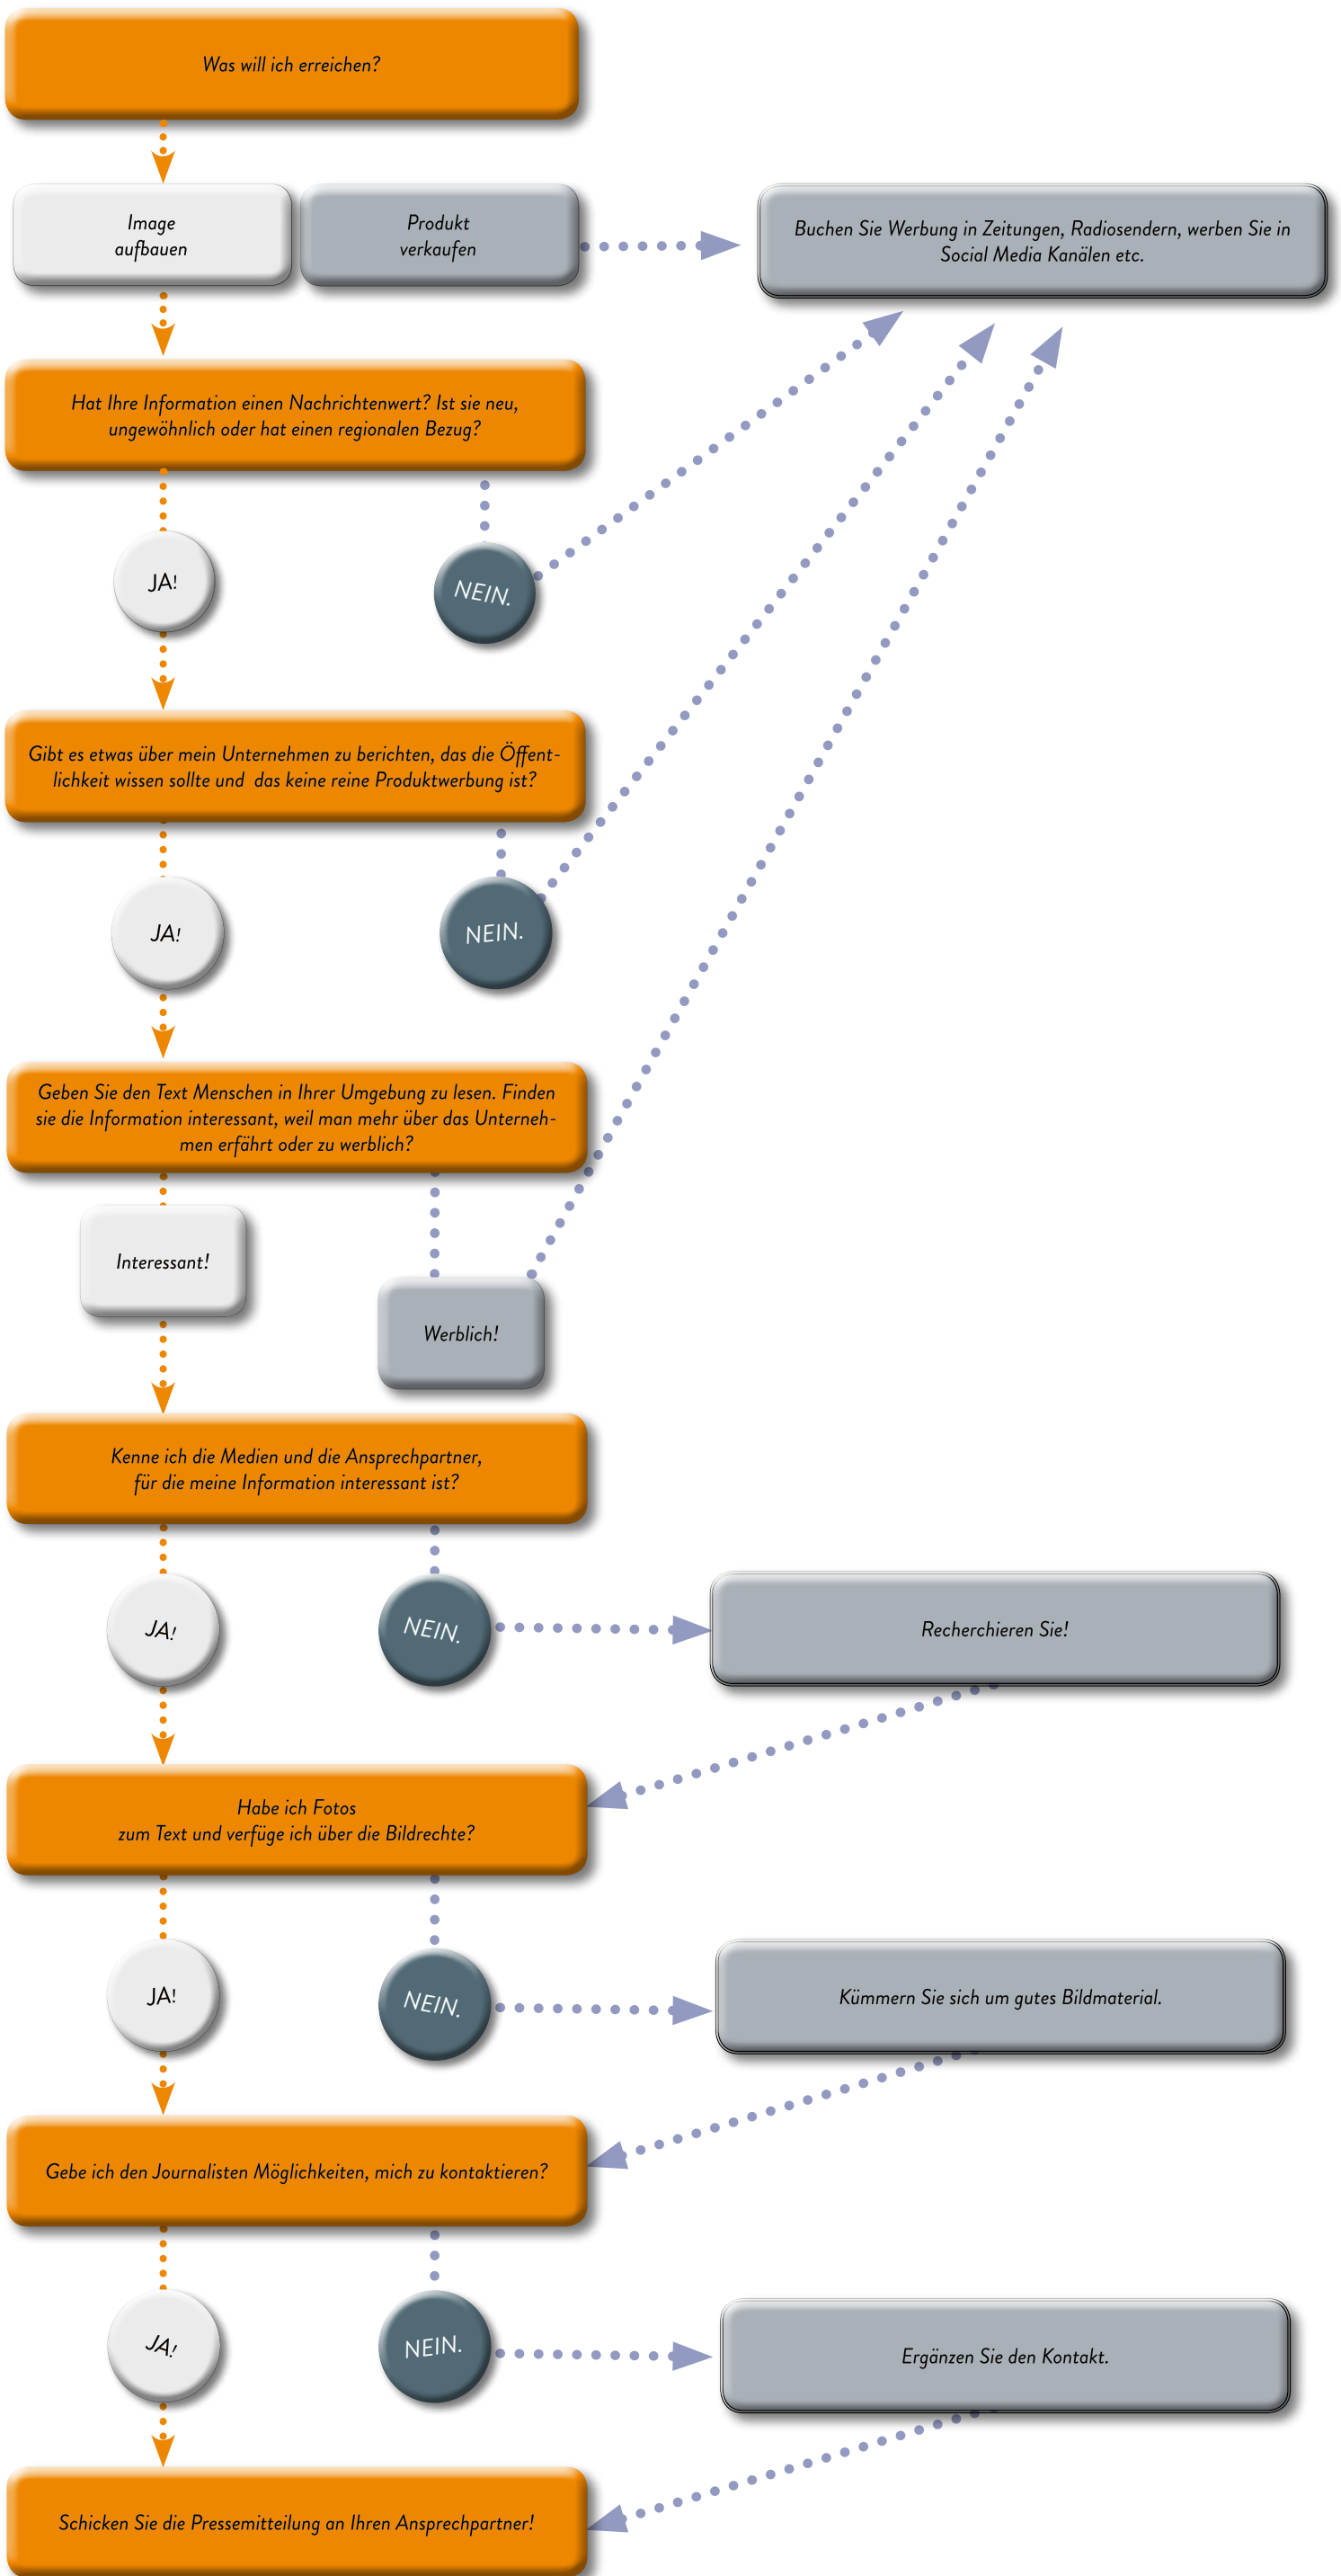 Was will ich erreichen?
Image
aufbauen
Produkt
verkaufen
Buchen Sie Werbung in Zeitungen, Radiosendern, werben Sie in
Social Media Kanälen etc.
Hat Ihre Information einen Nachrichtenwert? Ist sie neu,
ungewöhnlich oder hat einen regionalen Bezug?
JA!
NEIN.
Gibt es etwas über mein Unternehmen zu berichten, das die Öffent-
lichkeit wissen sollte und  das keine reine Produktwerbung ist?
JA!
NEIN.
Geben Sie den Text Menschen in Ihrer Umgebung zu lesen. Finden
sie die Information interessant, weil man mehr über das Unterneh-
men erfährt oder zu werblich?
Interessant!
Werblich!
Kenne ich die Medien und die Ansprechpartner,
für die meine Information interessant ist?
JA!
NEIN.
Recherchieren Sie!
Habe ich Fotos
zum Text und verfüge ich über die Bildrechte?
JA!
NEIN.
Kümmern Sie sich um gutes Bildmaterial.
Gebe ich den Journalisten Möglichkeiten, mich zu kontaktieren?
JA!
NEIN.
Ergänzen Sie den Kontakt.
Schicken Sie die Pressemitteilung an Ihren Ansprechpartner!